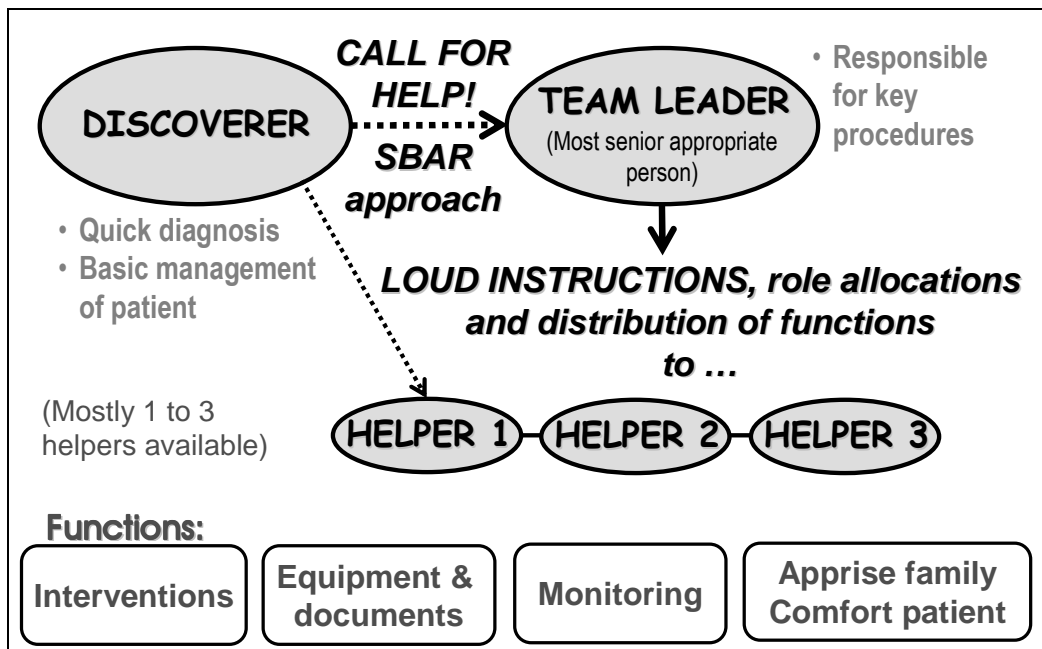 DISCOVERER
CALL FOR
HELP!
SBAR
approach
TEAM LEADER
(Most senior appropriate
person)
• Responsible
for key
procedures
• Quick diagnosis
• Basic management
of patient
LOUD INSTRUCTIONS, role allocations
and distribution of functions
to …
(Mostly 1 to 3
helpers available)
HELPER 1
HELPER 2
HELPER 3
Functions:
Interventions
Equipment &
documents
Monitoring
Apprise family
Comfort patient